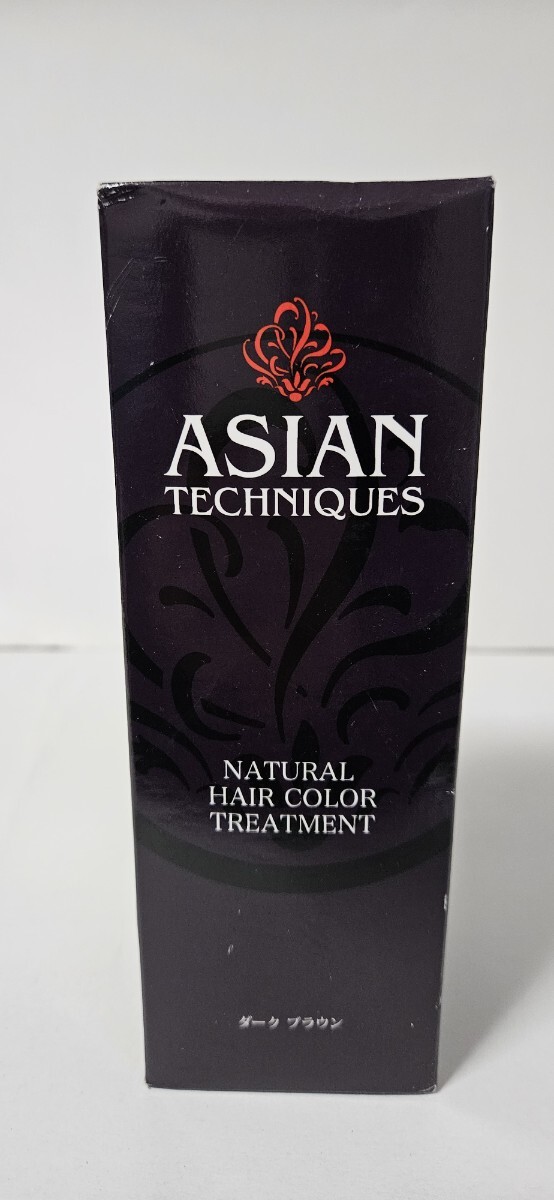 ASIAN
TECHNIQUES
NATURAL
HAIR COLOR
TREATMENT
ダーク ブラウン